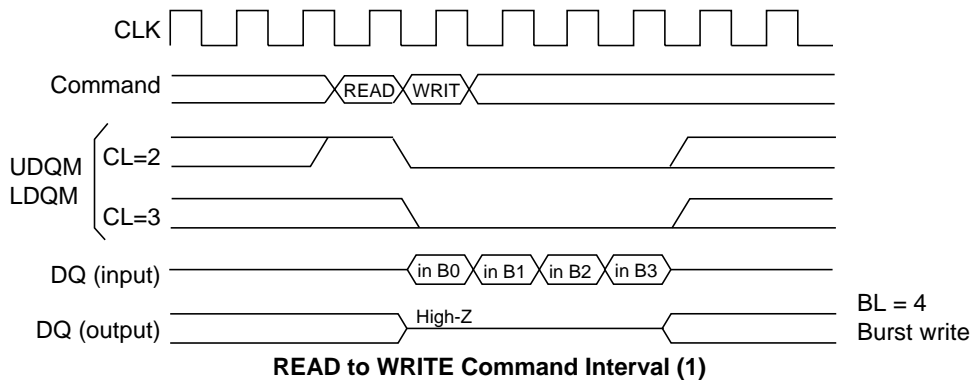 CLK
Command
READ
WRIT
UDQM
LDQM
CL=2
CL=3
DQ (input)
in B0
in B1
in B2
in B3
DQ (output)
High-Z
BL = 4
Burst write
READ to WRITE Command Interval (1)